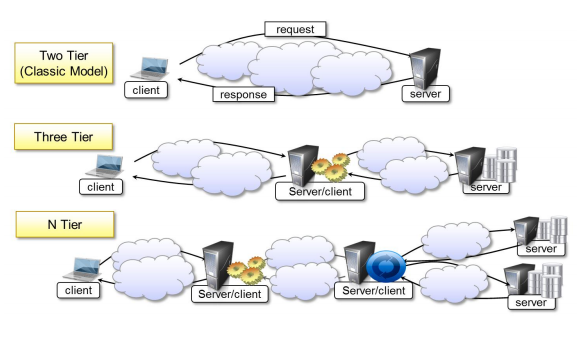 request
Two Tier
(Classic Model)
client
response
server
Three Tier
client
Server/client
server
N Tier
client
Server/client
Server/client
server
server